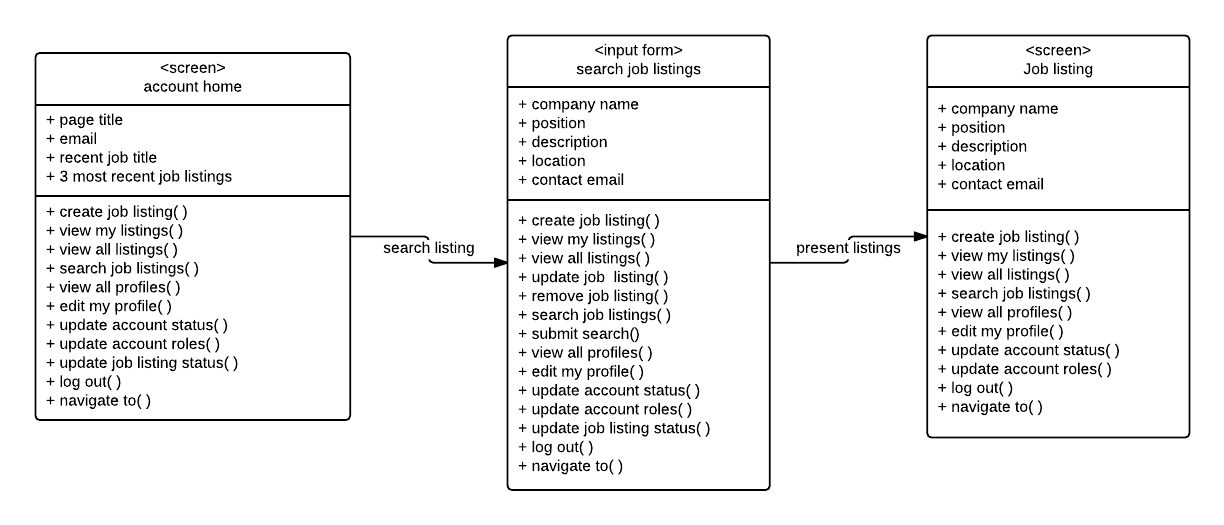 <screen>
account home
+ page title
+ email
+ recent job title
+ 3 most recent job listings
+ create job listing( )
+ view my listings( )
+ view all listings( )
+ search job listings( )
+ view all profiles( )
+ edit my profile( )
+ update account status( )
+ update account roles( )
+ update job listing status( )
+ log out( )
+ navigate to( )
search listing
<input form>
search job listings
+ company name
+ position
+ description
+ location
+ contact email
+ create job listing( )
+ view my listings( )
+ view all listings( )
+ update job  listing( )
+ remove job listing( )
+ search job listings( )
+ submit search()
+ view all profiles( )
+ edit my profile( )
+ update account status( )
+ update account roles( )
+ update job listing status( )
+ log out( )
+ navigate to( )
present listings
<screen>
Job listing
+ company name
+ position
+ description
+ location
+ contact email
+ create job listing( )
+ view my listings( )
+ view all listings( )
+ search job listings( )
+ view all profiles( )
+ edit my profile( )
+ update account status( )
+ update account roles( )
+ log out( )
+ navigate to( )